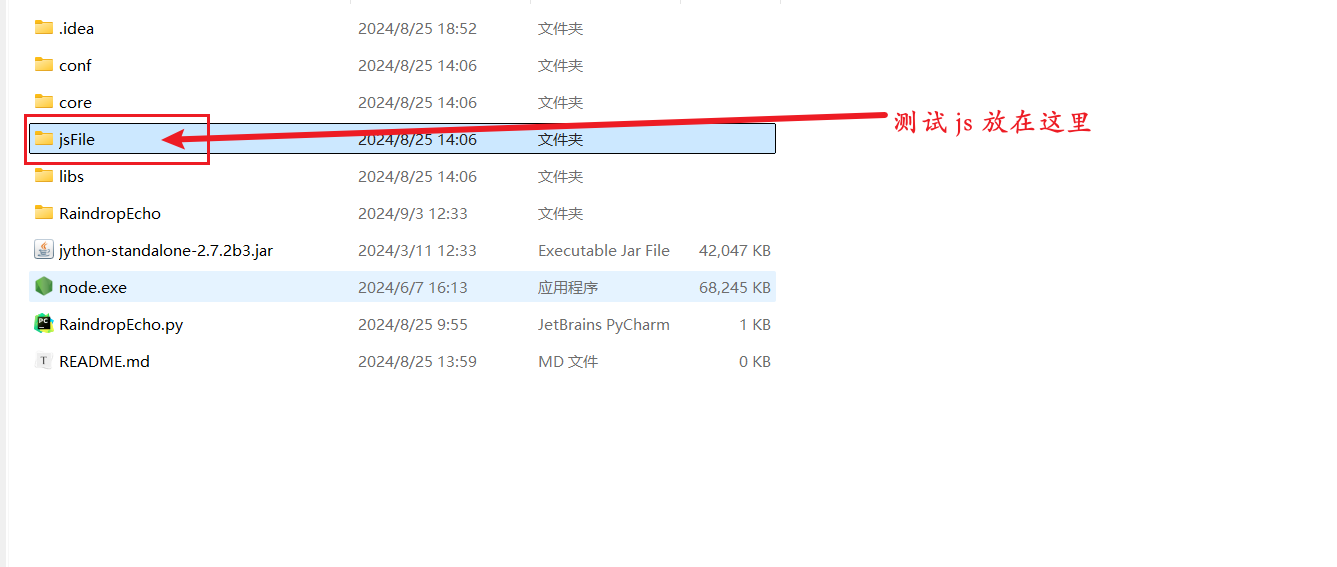 .idea 2024/8/25 18:52 文件夹
conf 2024/8/25 14:06 文件夹
core 2024/8/25 14:06 文件夹
测试 js 放在这里
jsFile 2024/8/25 14:06 文件夹
libs 2024/8/25 14:06 文件夹
RaindropEcho 2024/9/3 12:33 文件夹
jython-standalone-2.7.2b3.jar 2024/3/11 12:33 Executable Jar File 42,047 KB
node.exe 2024/6/7 16:13 应用程序 68,245 KB
RaindropEcho.py 2024/8/25 9:55 JetBrains PyCharm 1 KB
README.md 2024/8/25 13:59 MD 文件 0 KB